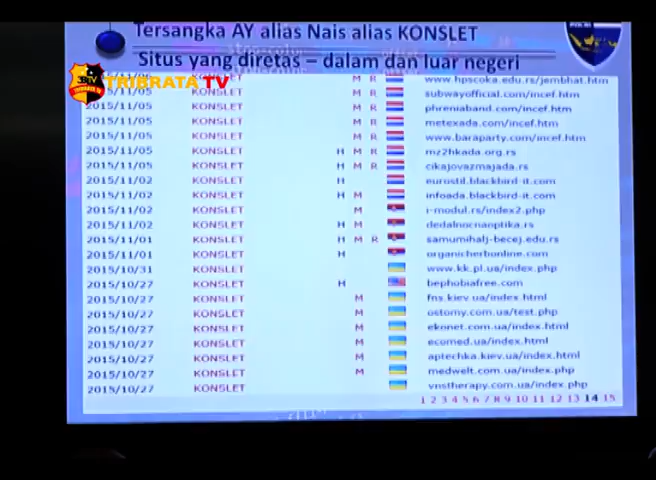 Tersangka AY alias Nais alias KONSLET
Situs yang diretas – dalam dan luar negeri
TRIBRATA TV
2015/11/06 KONSLET M R www.hpscoka.edu.rs/jembhat.htm
2015/11/05 KONSLET M R subwayofficial.com/incef.htm
2015/11/05 KONSLET M R phreniaband.com/incef.htm
2015/11/05 KONSLET M R metexada.com/incef.htm
2015/11/05 KONSLET M R www.baraparty.com/incef.htm
2015/11/05 KONSLET H M R mz2hkada.org.rs
2015/11/05 KONSLET H M R cikajovazmajada.rs
2015/11/02 KONSLET H eurostil.blackbird-it.com
2015/11/02 KONSLET H M infoada.blackbird-it.com
2015/11/02 KONSLET M i-modul.rs/index2.php
2015/11/02 KONSLET H M dedalnocnaoptika.rs
2015/11/01 KONSLET H M R samumihalj-becej.edu.rs
2015/11/01 KONSLET H organicherbonline.com
2015/10/31 KONSLET www.kk.pl.ua/index.php
2015/10/27 KONSLET H bephobiafree.com
2015/10/27 KONSLET M fns.kiev.ua/index.html
2015/10/27 KONSLET M ostomy.com.ua/test.php
2015/10/27 KONSLET M ekonet.com.ua/index.html
2015/10/27 KONSLET M ecomed.ua/index.html
2015/10/27 KONSLET M aptechka.kiev.ua/index.html
2015/10/27 KONSLET M medwelt.com.ua/index.php
2015/10/27 KONSLET vnstherapy.com.ua/index.php
1 2 3 4 5 6 7 8 9 10 11 12 13 14 15